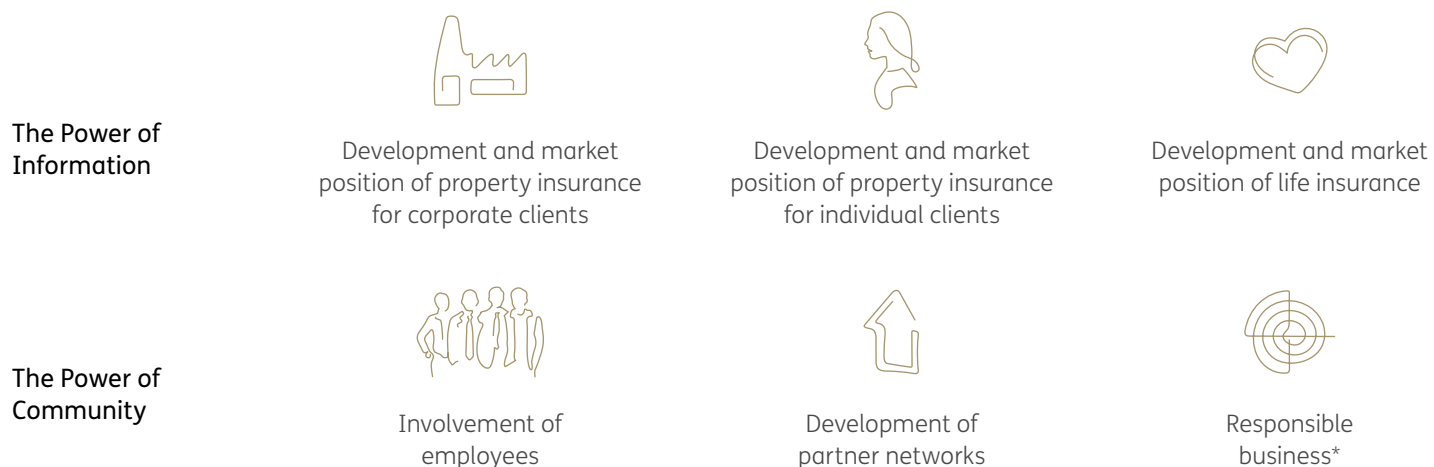 The Power of
Information
Development and market
position of property insurance
for corporate clients
Development and market
position of property insurance
for individual clients
Development and market
position of life insurance
The Power of
Community
Involvement of
employees
Development of
partner networks
Responsible
business*